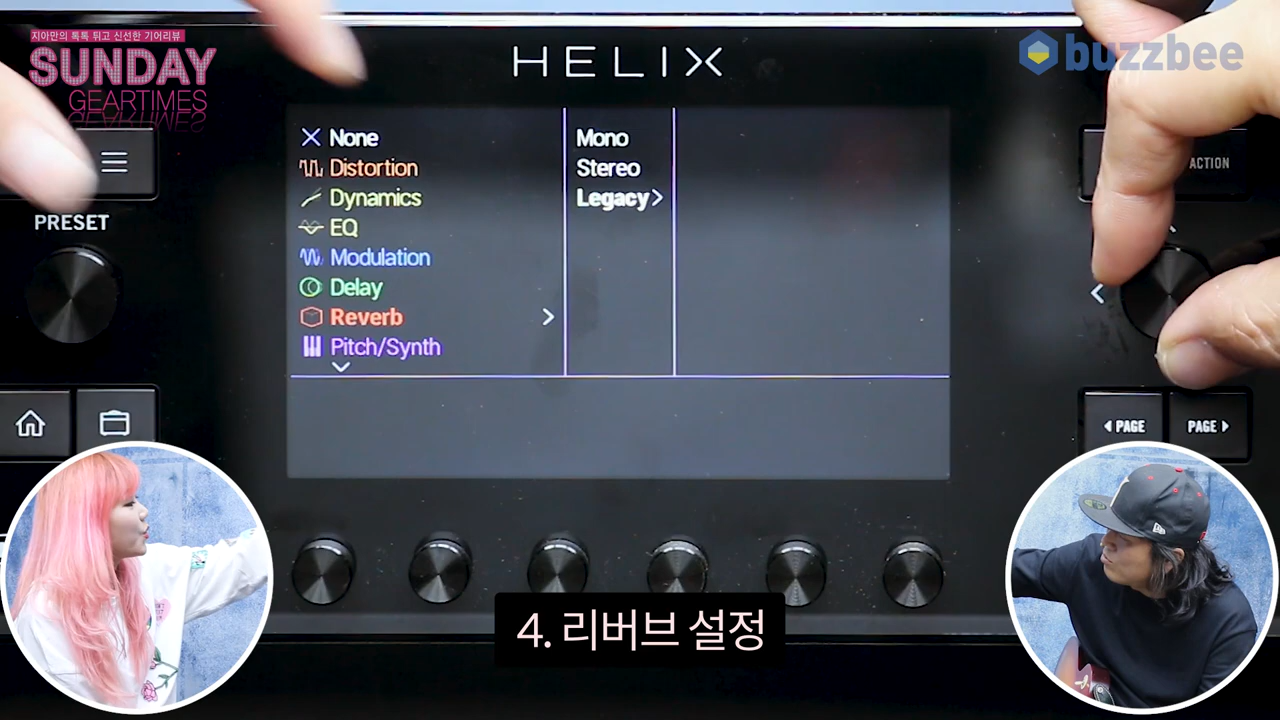 지아만의 톡톡 튀고 신선한 기어리뷰
SUNDAY
GEARTIMES
HELIX
buzzbee
None
Distortion
Dynamics
EQ
Modulation
Delay
Reverb
Pitch/Synth
Mono
Stereo
Legacy
PRESET
ACTION
PAGE
PAGE
4. 리버브 설정